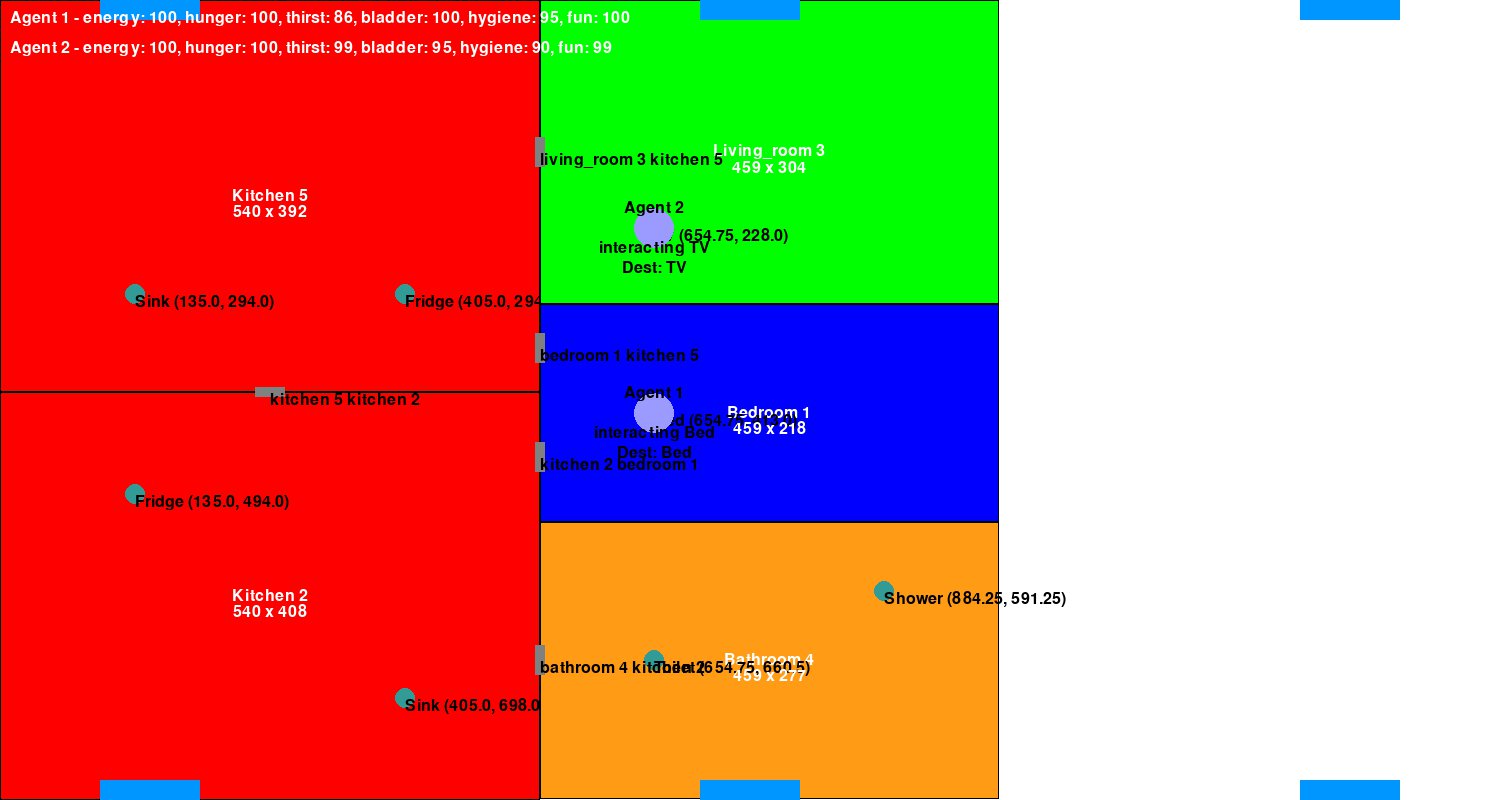 Agent 1 - energy: 100, hunger: 100, thirst: 86, bladder: 100, hygiene: 95, fun: 100
Agent 2 - energy: 100, hunger: 100, thirst: 99, bladder: 95, hygiene: 90, fun: 99
Living_room 3
459 x 304
living_room 3 kitchen 5
Kitchen 5
540 x 392
Agent 2
(654.75, 228.0)
interacting TV
Dest: TV
Sink (135.0, 294.0)
Fridge (405.0, 294
bedroom 1 kitchen 5
kitchen 5 kitchen 2
Agent 1
Bedroom 1
459 x 218
interacting Bed
Dest: Bed
kitchen 2 bedroom 1
Fridge (135.0, 494.0)
Kitchen 2
540 x 408
Shower (884.25, 591.25)
Bathroom 4
459 x 277
bathroom 4 kitchen 2
Toilet (654.75, 660.5)
Sink (405.0, 698.0